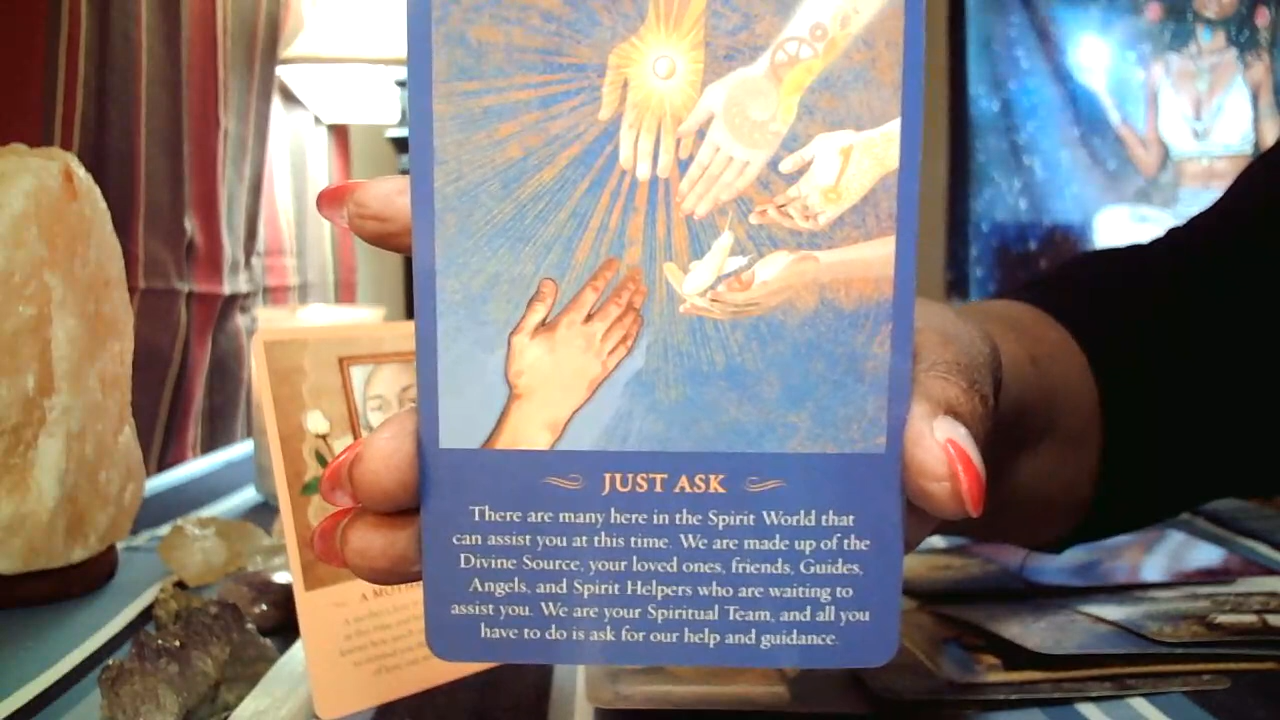 JUST ASK
There are many here in the Spirit World that
can assist you at this time. We are made up of the
Divine Source, your loved ones, friends, Guides,
Angels, and Spirit Helpers who are waiting to
assist you. We are your Spiritual Team, and all you
have to do is ask for our help and guidance.
A